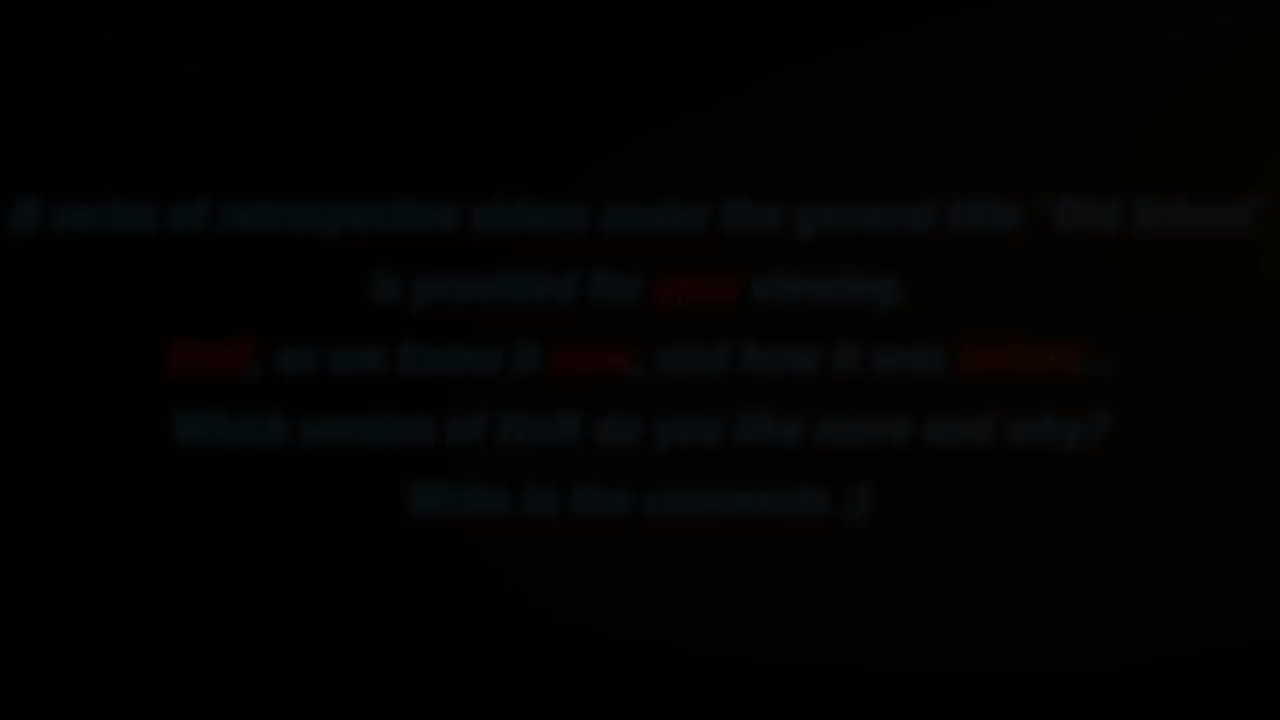 A series of retrospective videos under the general title "Old School"
is provided for your viewing.
, as we know it now, and how it was before...
Which version of do you like more and why?
Write in the comments :)